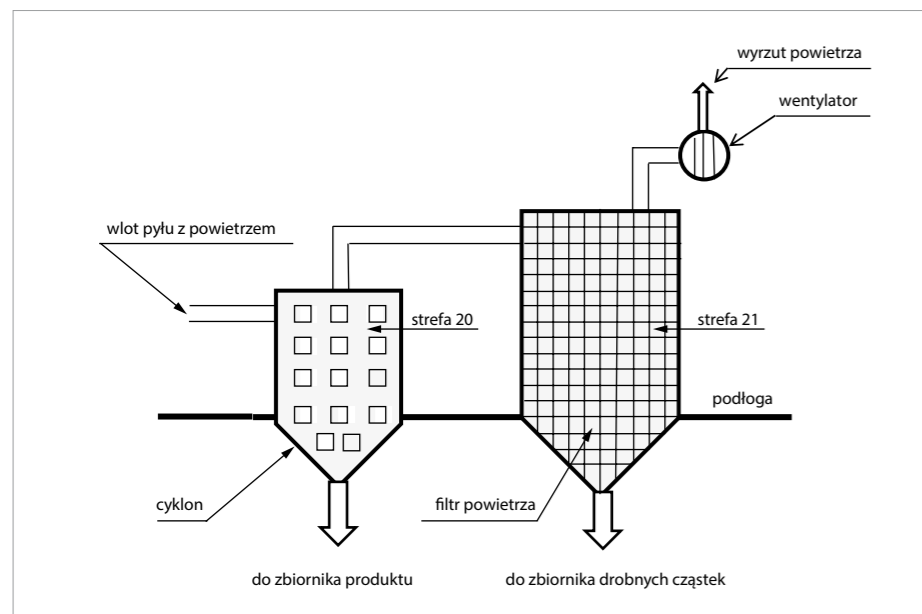 wyrzut powietrza
wentylator
wlot pyłu z powietrzem
strefa 20
strefa 21
podłoga
cyklon
filtr powietrza
do zbiornika produktu
do zbiornika drobnych cząstek